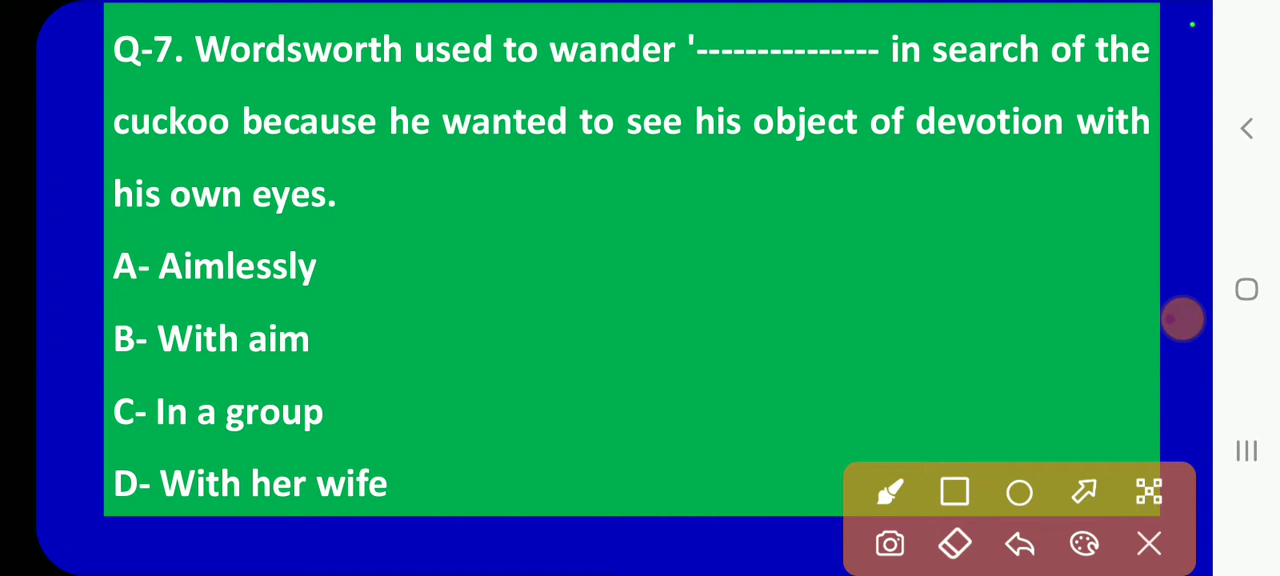 Q-7. Wordsworth used to wander '--------------- in search of the
cuckoo because he wanted to see his object of devotion with
his own eyes.
A- Aimlessly
B- With aim
C- In a group
D- With her wife